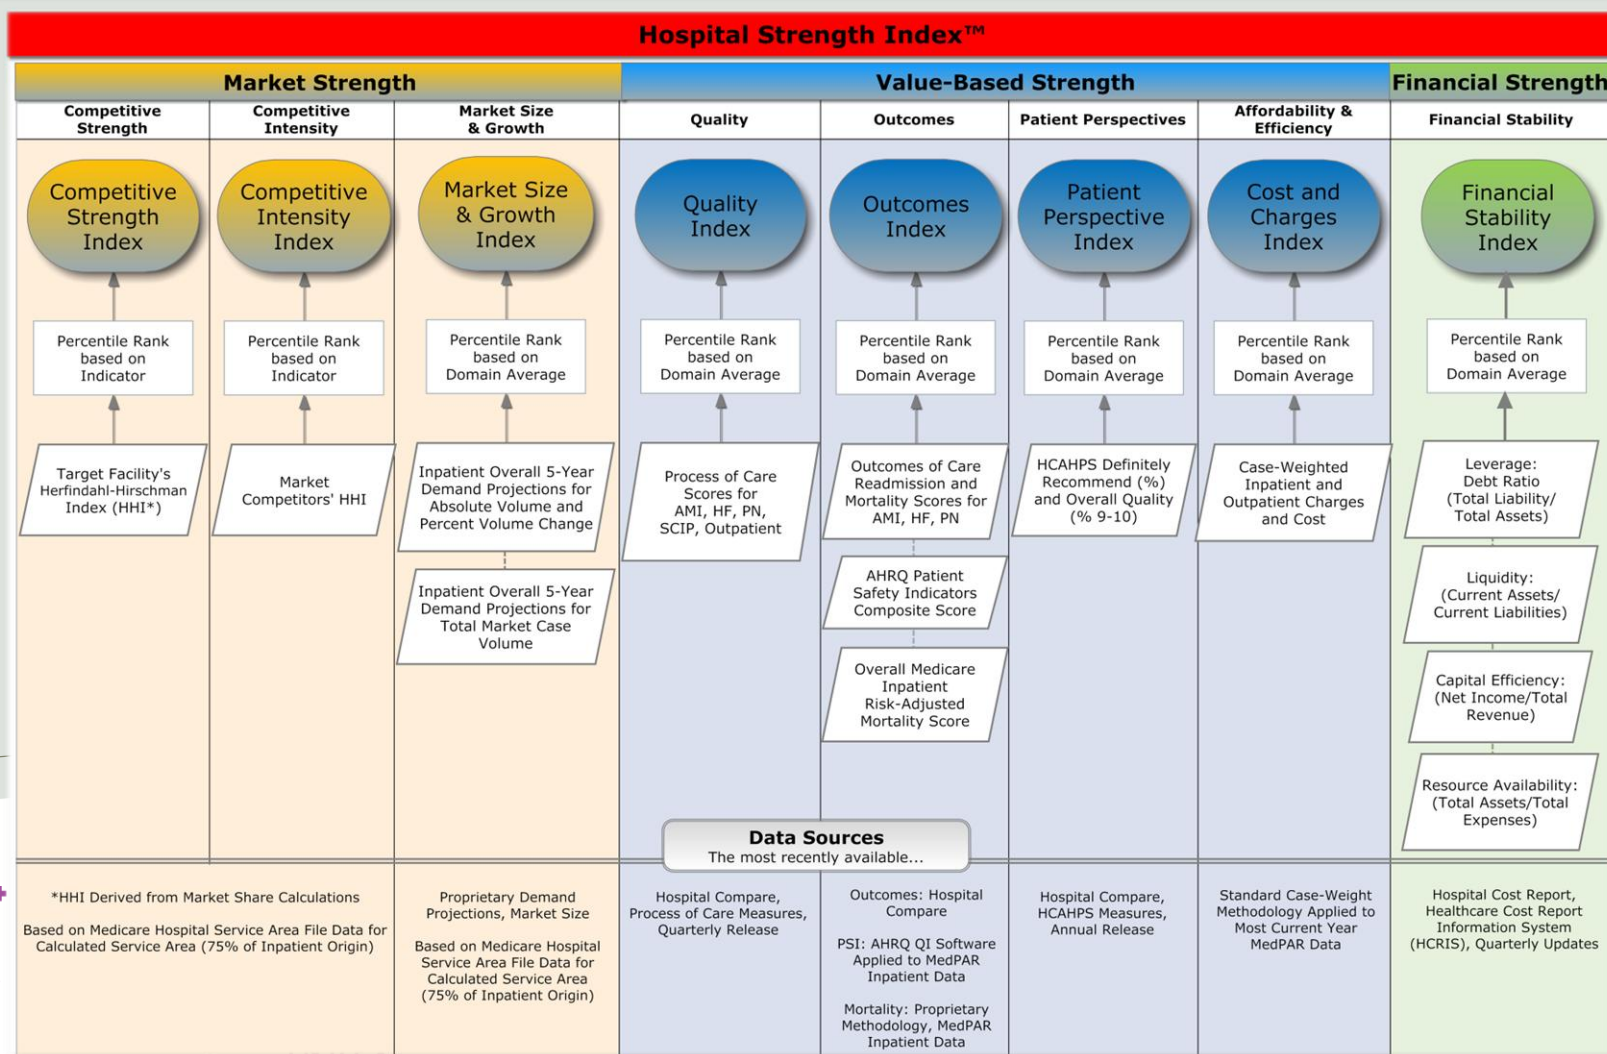 Hospital Strength Index™
Market Strength
Value-Based Strength
Financial Strength
Competitive
Strength
Competitive
Intensity
Market Size
& Growth
Quality
Outcomes
Patient Perspectives
Affordability &
Efficiency
Financial Stability
Competitive
Strength
Index
Competitive
Intensity
Index
Market Size
& Growth
Index
Quality
Index
Outcomes
Index
Patient
Perspective
Index
Cost and
Charges
Index
Financial
Stability
Index
Percentile Rank
based on
Indicator
Percentile Rank
based on
Indicator
Percentile Rank
based on
Domain Average
Percentile Rank
based on
Domain Average
Percentile Rank
based on
Domain Average
Percentile Rank
based on
Domain Average
Percentile Rank
based on
Domain Average
Percentile Rank
based on
Domain Average
Target Facility's
Herfindahl-Hirschman
Index (HHI*)
Market
Competitors' HHI
Inpatient Overall 5-Year
Demand Projections for
Absolute Volume and
Percent Volume Change
Inpatient Overall 5-Year
Demand Projections for
Total Market Case
Volume
Process of Care
Scores for
AMI, HF, PN,
SCIP, Outpatient
Outcomes of Care
Readmission and
Mortality Scores for
AMI, HF, PN
AHRQ Patient
Safety Indicators
Composite Score
Overall Medicare
Inpatient
Risk-Adjusted
Mortality Score
HCAHPS Definitely
Recommend (%)
and Overall Quality
(% 9-10)
Case-Weighted
Inpatient and
Outpatient Charges
and Cost
Leverage:
Debt Ratio
(Total Liability/
Total Assets)
Liquidity:
(Current Assets/
Current Liabilities)
Capital Efficiency:
(Net Income/Total
Revenue)
Resource Availability:
(Total Assets/Total
Expenses)
Data Sources
The most recently available...
*HHI Derived from Market Share Calculations
Based on Medicare Hospital Service Area File Data for
Calculated Service Area (75% of Inpatient Origin)
Proprietary Demand
Projections, Market Size
Based on Medicare Hospital
Service Area File Data for
Calculated Service Area
(75% of Inpatient Origin)
Hospital Compare,
Process of Care Measures,
Quarterly Release
Outcomes: Hospital
Compare
PSI: AHRQ QI Software
Applied to MedPAR
Inpatient Data
Mortality: Proprietary
Methodology, MedPAR
Inpatient Data
Hospital Compare,
HCAHPS Measures,
Annual Release
Standard Case-Weight
Methodology Applied to
Most Current Year
MedPAR Data
Hospital Cost Report,
Healthcare Cost Report
Information System
(HCRIS), Quarterly Updates